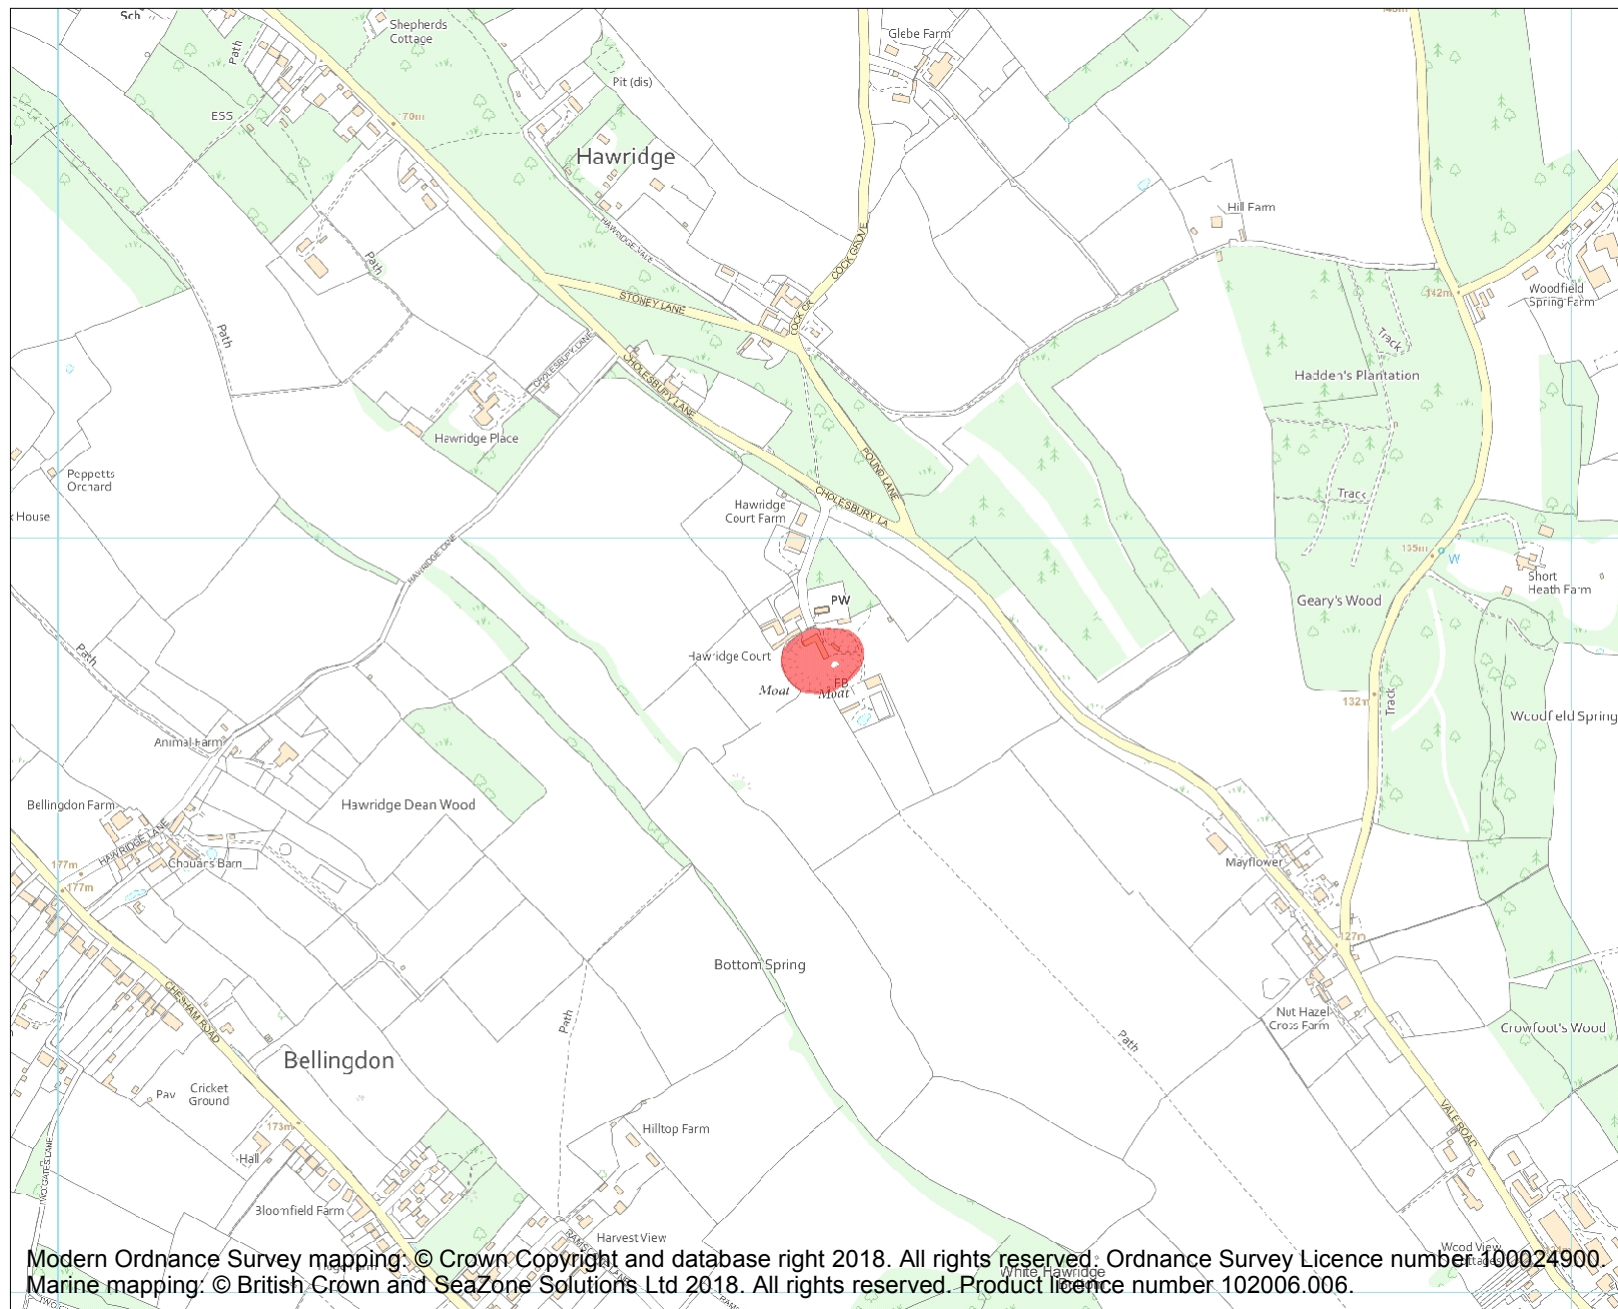 Sch
Shepherds
Cottage
Path
Glebe Farm
Pit (dis)
ESS
70m
Hawridge
Hill Farm
HAWRIDGE VALE
COCK GROVE
Path
STONEY LANE
COCK GR
142m
Woodfield
Spring Farm
Path
CHOLESBURY LANE
CHOLESBURY LANE
Track
Hadden's Plantation
Hawridge Place
Peppetts
Orchard
POUND LANE
Track
CHOLESBURY LA
Hawridge
Court Farm
House
HAWRIDGE LANE
135m
W
Short
Heath Farm
PW
Geary's Wood
Path
Hawridge Court
Moat
FB
Moat
132m
Track
Woodfield Spring
Animal Farm
Bellingdon Farm
Hawridge Dean Wood
HAWRIDGE LANE
177m
177m
Chouars Barn
Mayflower
127m
Bottom Spring
CHESHAM ROAD
Path
Path
Nut Hazel
Cross Farm
Crowfoot's Wood
Bellingdon
Pav
Cricket
Ground
173m
Hall
Hilltop Farm
VALE ROAD
TWO GATES LANE
Bloomfield Farm
Harvest View
Wood View
Cottages
White Hawridge
Modern Ordnance Survey mapping: © Crown Copyright and database right 2018. All rights reserved. Ordnance Survey Licence number 100024900.
Marine mapping: © British Crown and SeaZone Solutions Ltd 2018. All rights reserved. Product licence number 102006.006.